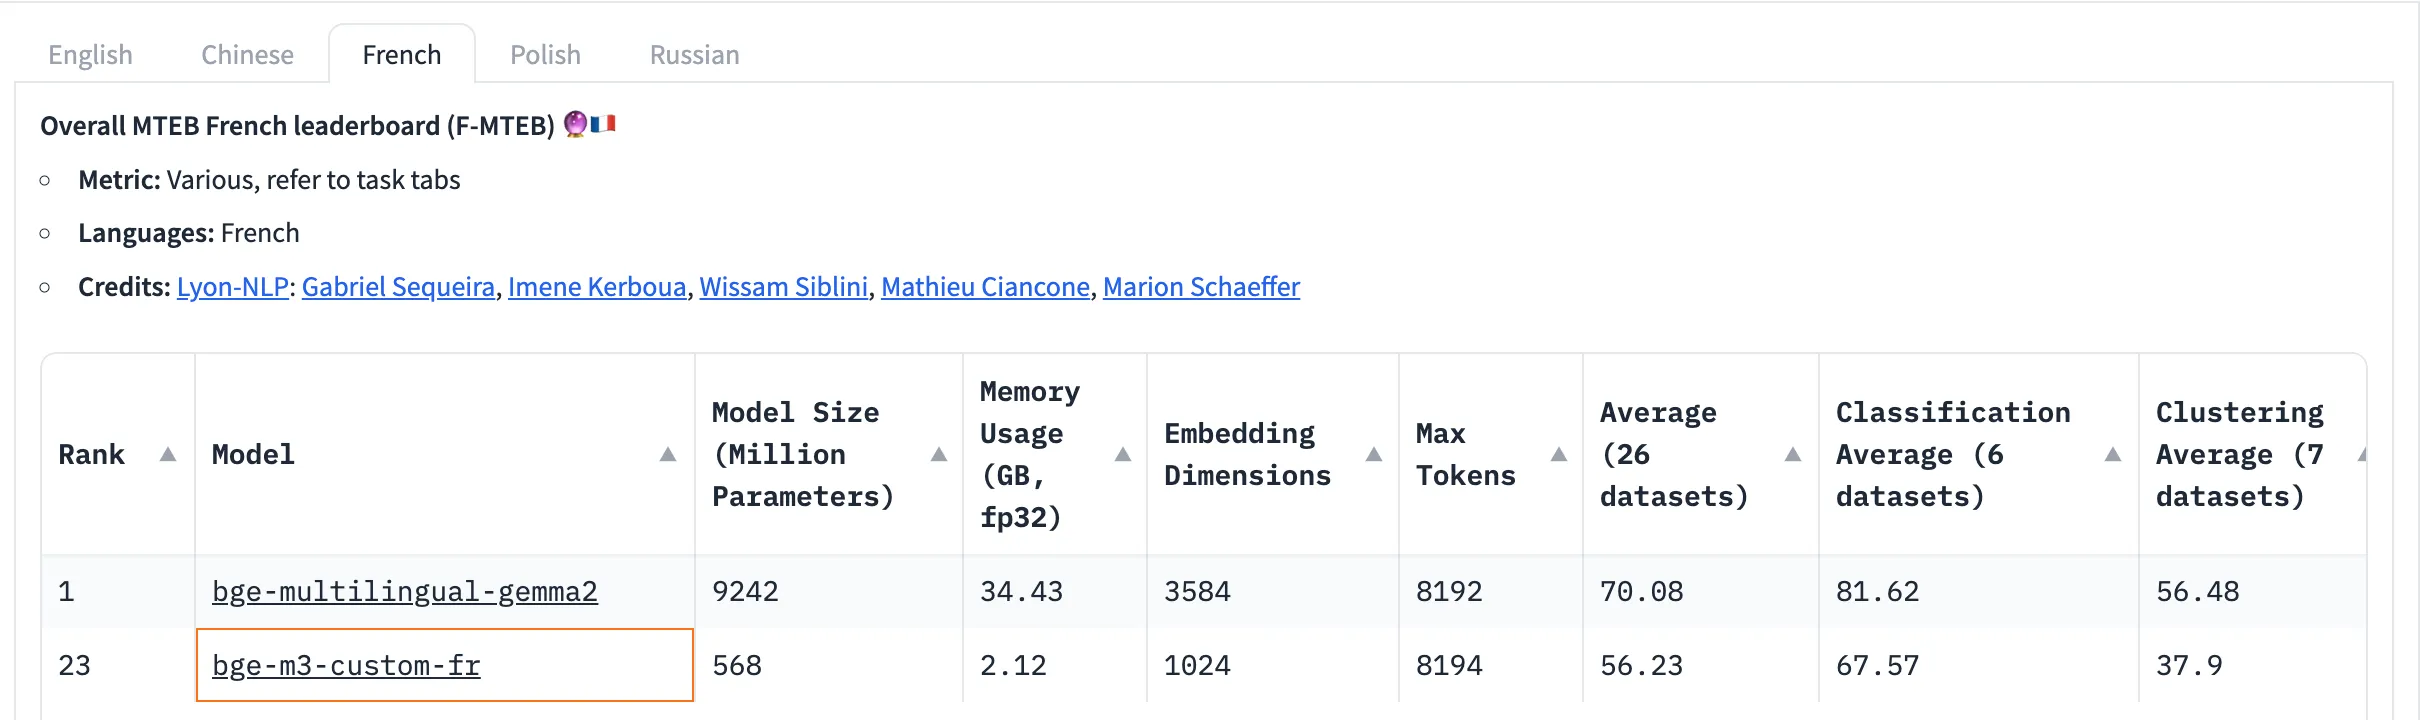 English Chinese French Polish Russian
Overall MTEB French leaderboard (F-MTEB) 🔮🇫🇷
Metric: Various, refer to task tabs
Languages: French
Credits: Lyon-NLP: Gabriel Sequeira, Imene Kerboua, Wissam Siblini, Mathieu Ciancone, Marion Schaeffer
Rank
Model
Model Size
(Million
Parameters)
Memory
Usage
(GB,
fp32)
Embedding
Dimensions
Max
Tokens
Average
(26
datasets)
Classification
Average (6
datasets)
Clustering
Average (7
datasets)
1 bge-multilingual-gemma2 9242 34.43 3584 8192 70.08 81.62 56.48
23 bge-m3-custom-fr 568 2.12 1024 8194 56.23 67.57 37.9